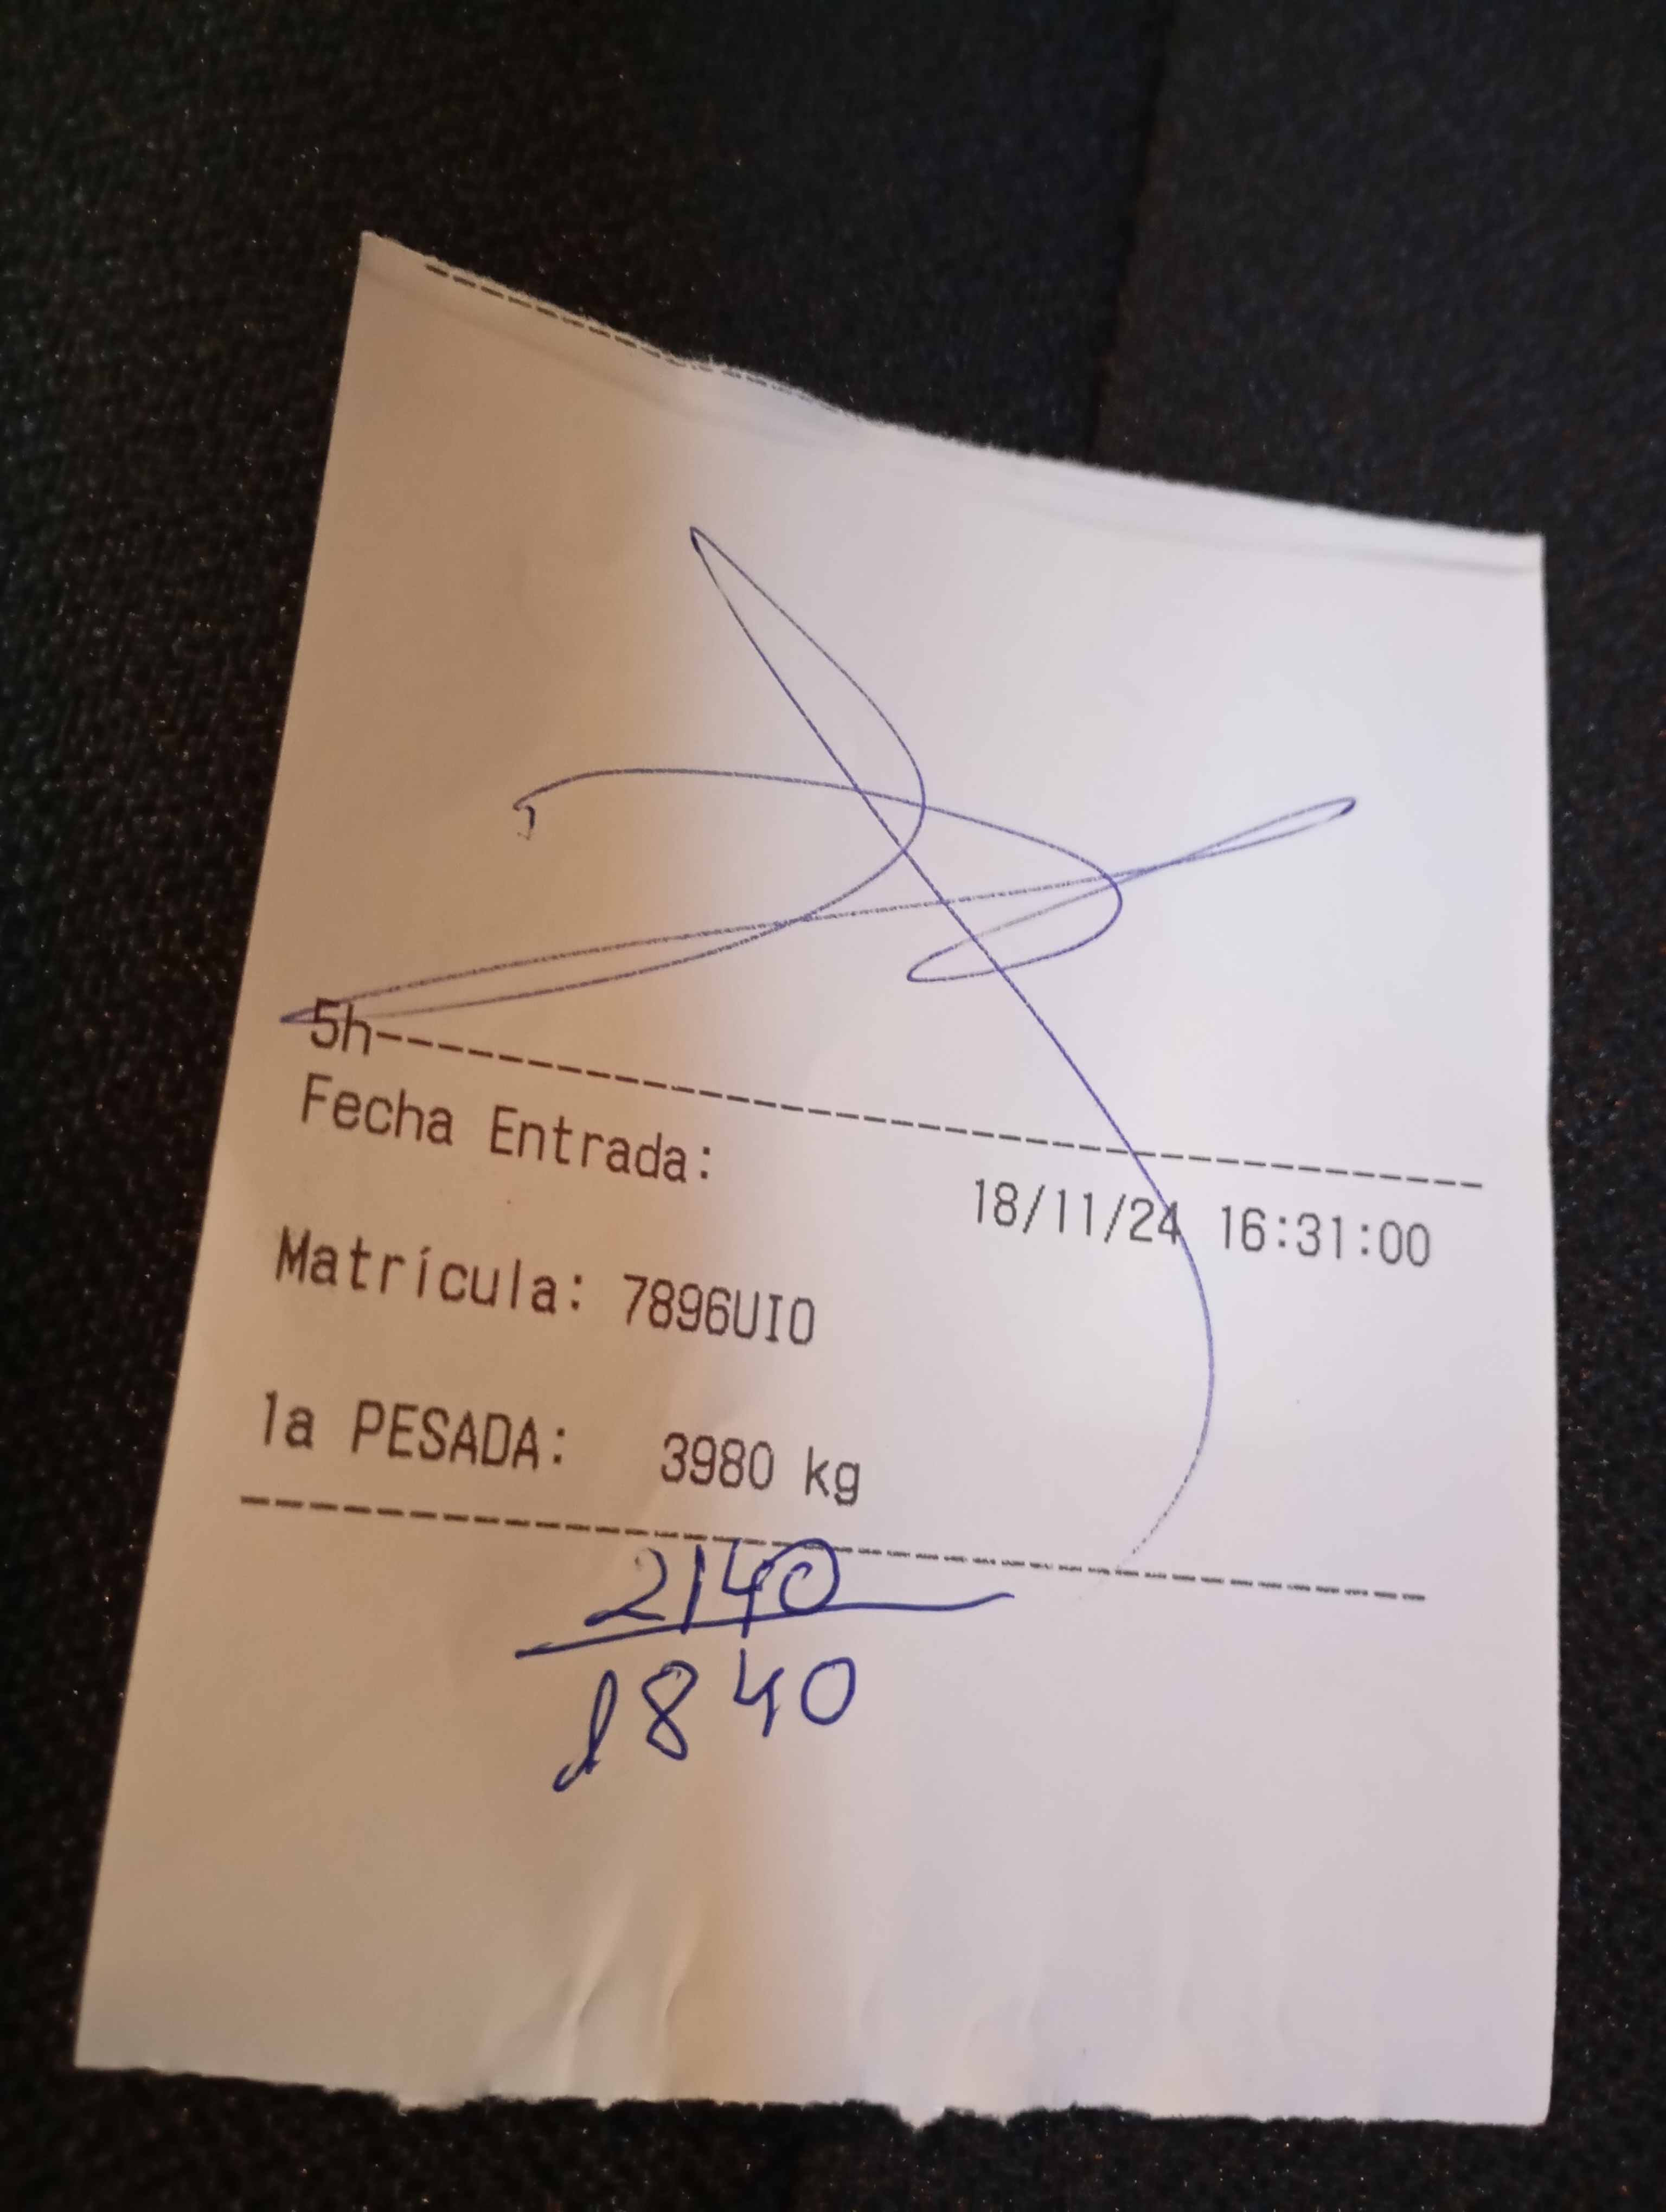 5h--------------------------------
Fecha Entrada:
18/11/24 16:31:00
Matrícula: 7896UIO
1a PESADA: 3980 kg
2140
1840